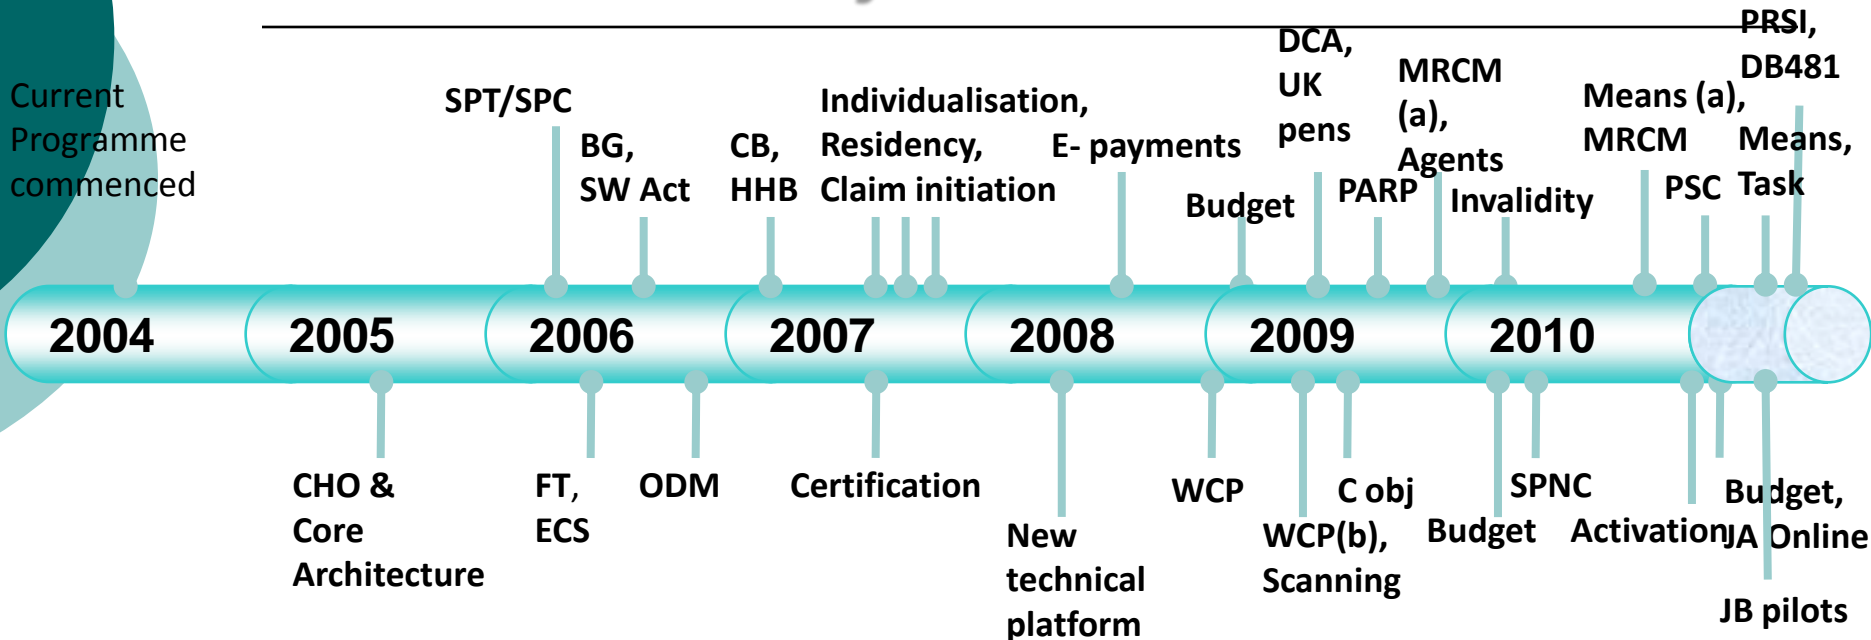 Current
Programme
commenced
SPT/SPC
BG,
SW Act
CB,
HHB
Individualisation,
Residency,
Claim initiation
E- payments
Budget
DCA,
UK
pens
PARP
MRCM
(a),
Agents
Invalidity
Means (a),
MRCM
PSC
PRSI,
DB481
Means,
Task
2004
2005
2006
2007
2008
2009
2010
CHO &
Core
Architecture
FT,
ECS
ODM
Certification
New
technical
platform
WCP
WCP(b),
Scanning
C obj
Budget
SPNC
Activation
Budget,
JA Online
JB pilots